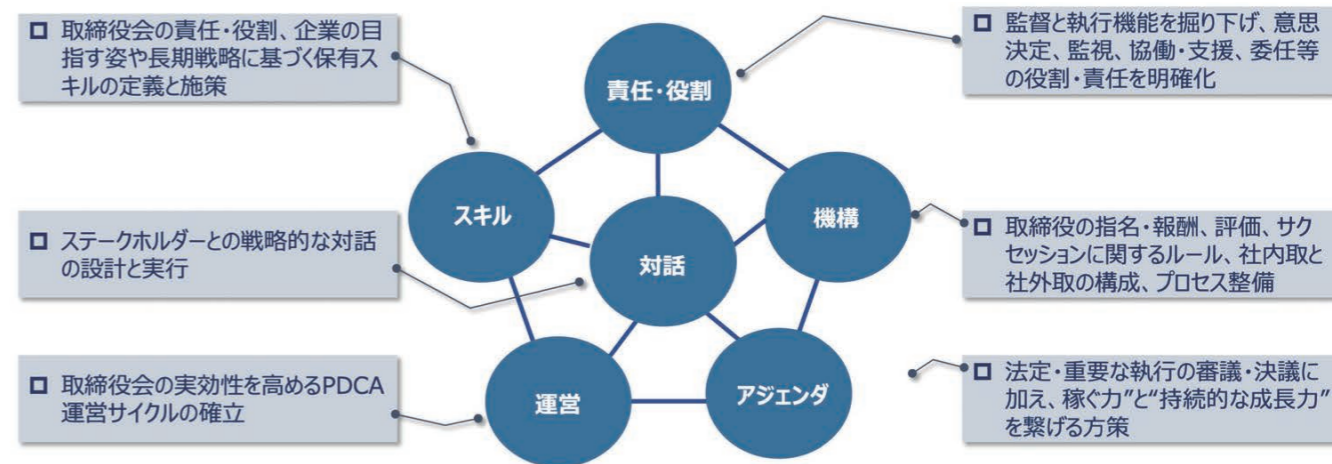 取締役会の責任・役割、企業の目
指す姿や長期戦略に基づく保有ス
キルの定義と施策
責任・役割
監督と執行機能を掘り下げ、意思
決定、監視、協働・支援、委任等
の役割・責任を明確化
スキル
機構
ステークホルダーとの戦略的な対話
の設計と実行
対話
取締役の指名・報酬、評価、サク
セッションに関するルール、社内取と
社外取の構成、プロセス整備
取締役会の実効性を高めるPDCA
運営サイクルの確立
運営
アジェンダ
法定・重要な執行の審議・決議に
加え、稼ぐ力”と“持続的な成長力”
を繋げる方策